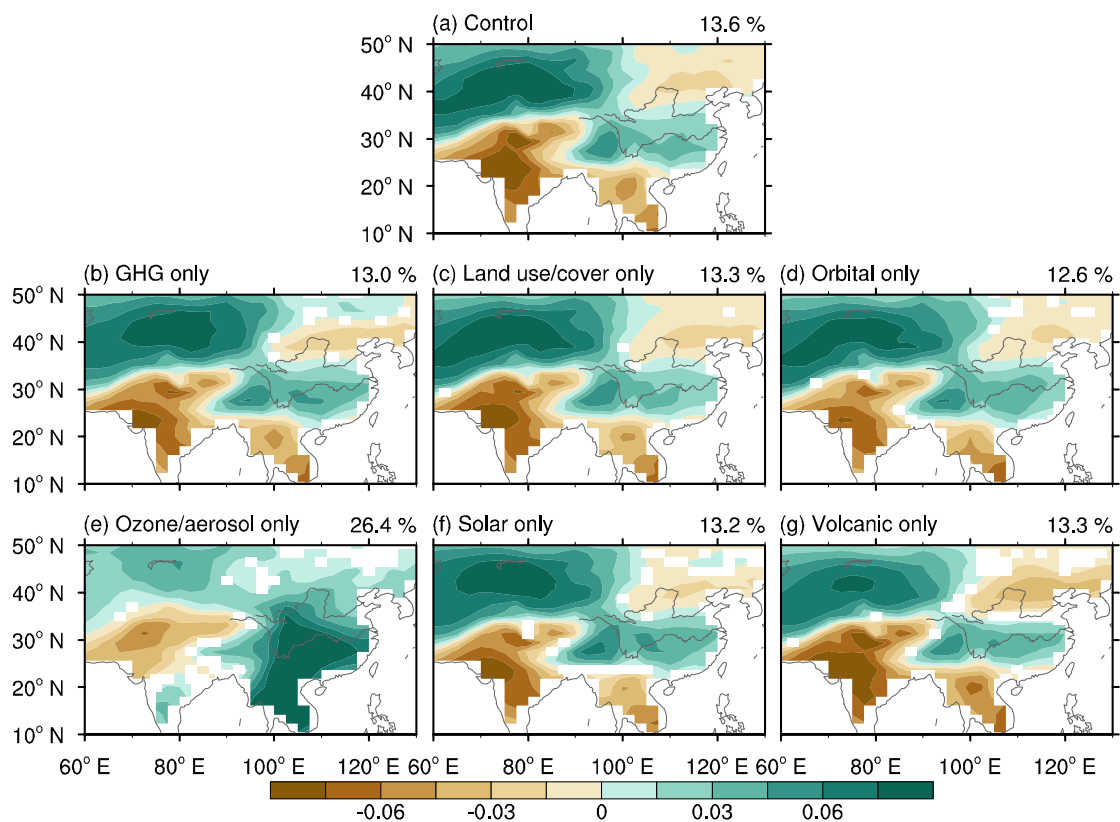 (a) Control 13.6 %
50° N
40° N
30° N
20° N
10° N
(b) GHG only 13.0 % (c) Land use/cover only 13.3 % (d) Orbital only 12.6 %
50° N
40° N
30° N
20° N
10° N
(e) Ozone/aerosol only 26.4 % (f) Solar only 13.2 % (g) Volcanic only 13.3 %
50° N
40° N
30° N
20° N
10° N
60° E 80° E 100° E 120° E 60° E 80° E 100° E 120° E 60° E 80° E 100° E 120° E
-0.06 -0.03 0 0.03 0.06